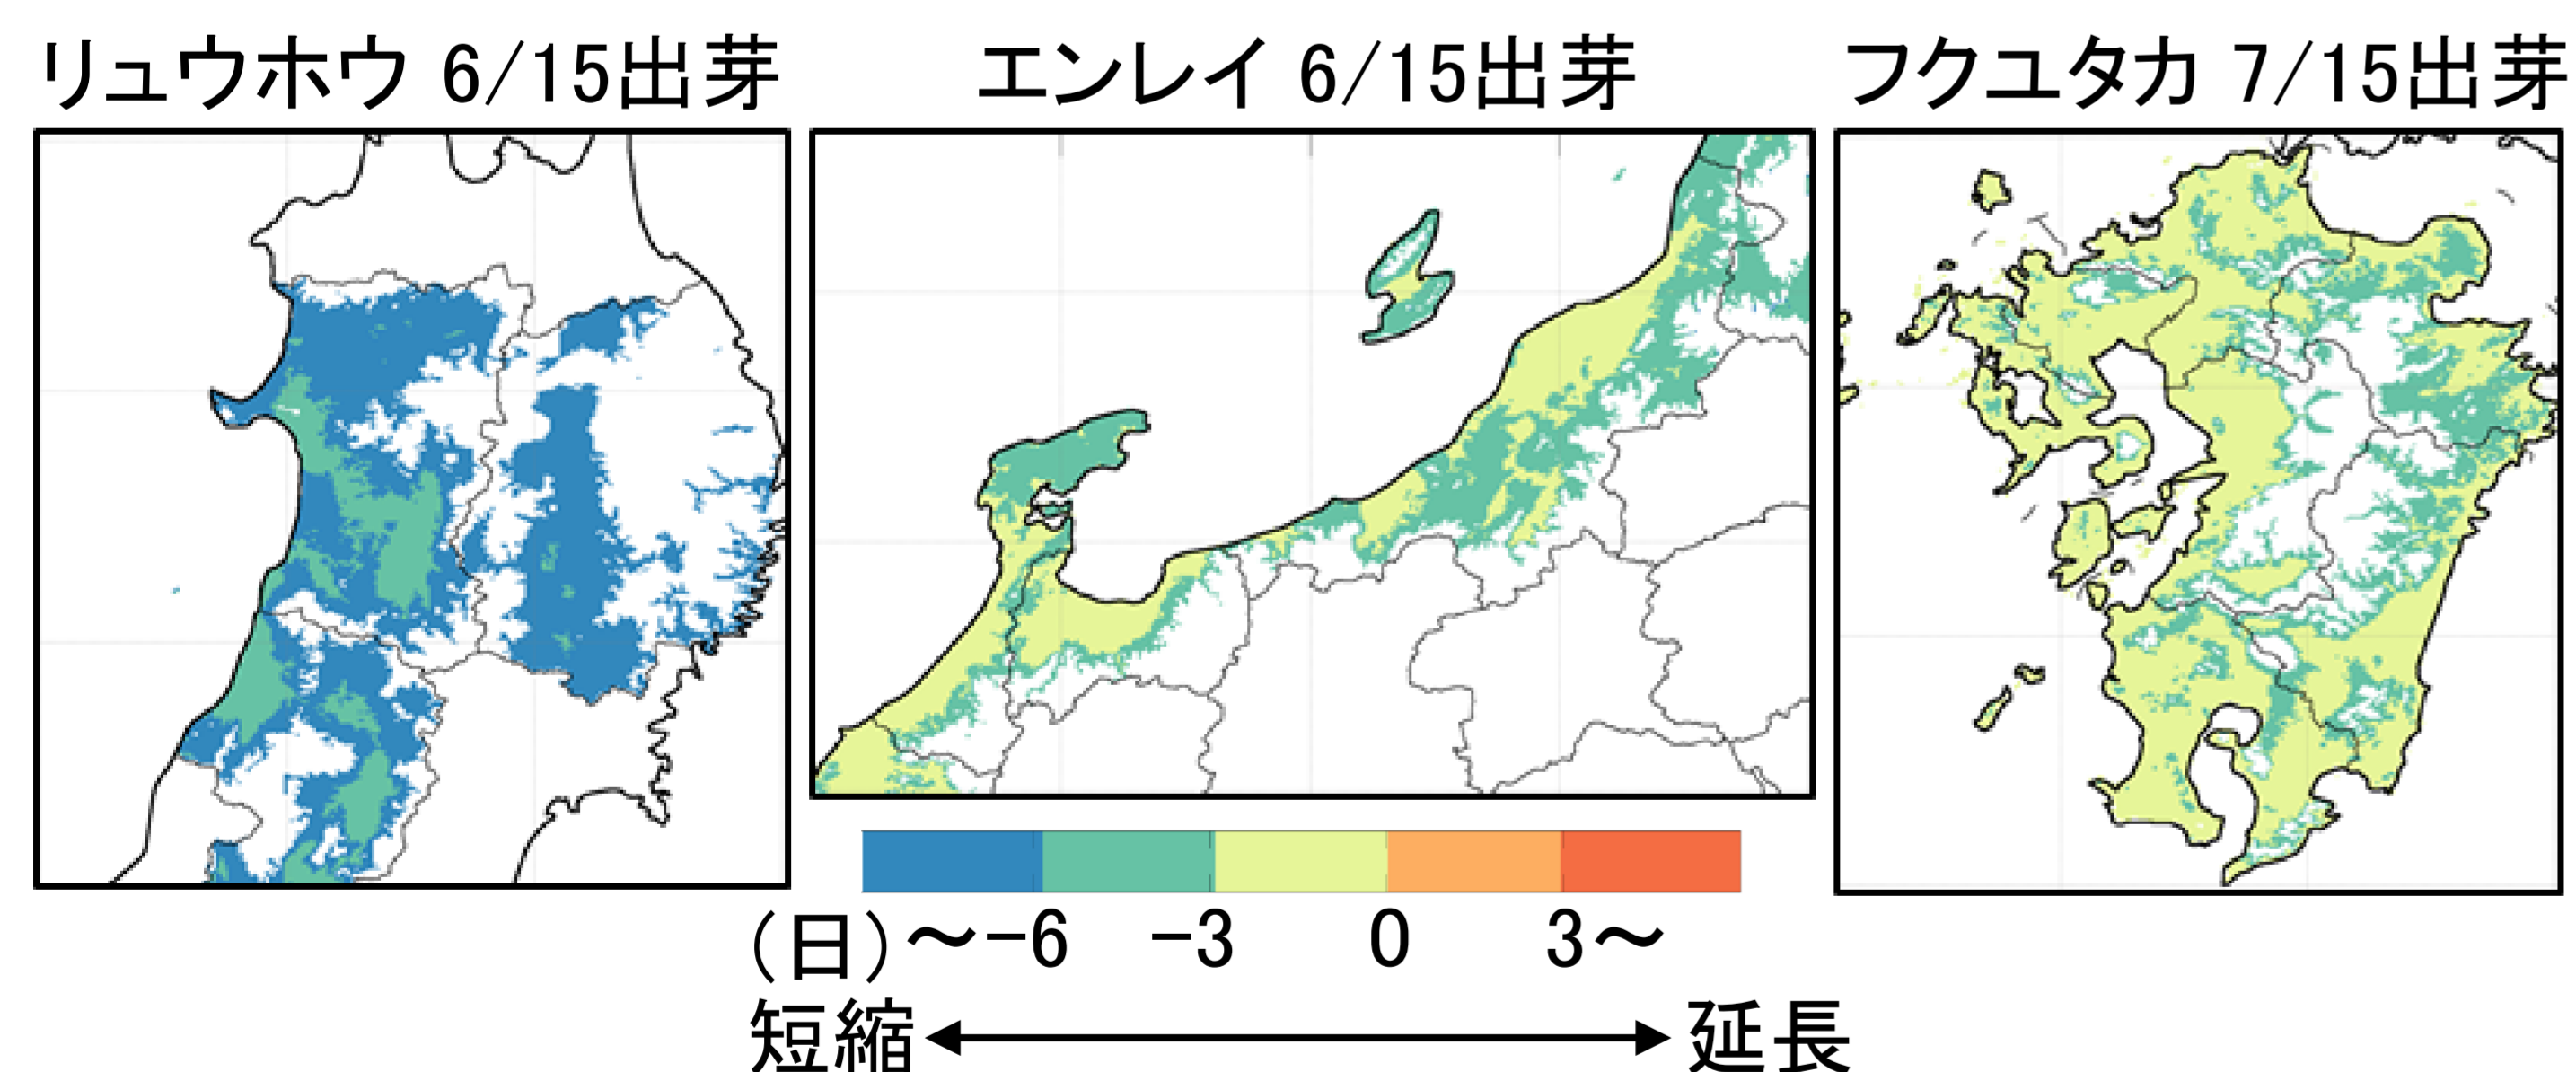 リュウホウ 6/15出芽
エンレイ 6/15出芽
フクユタカ 7/15出芽
(日) ～-6 -3 0 3～
短縮 延長